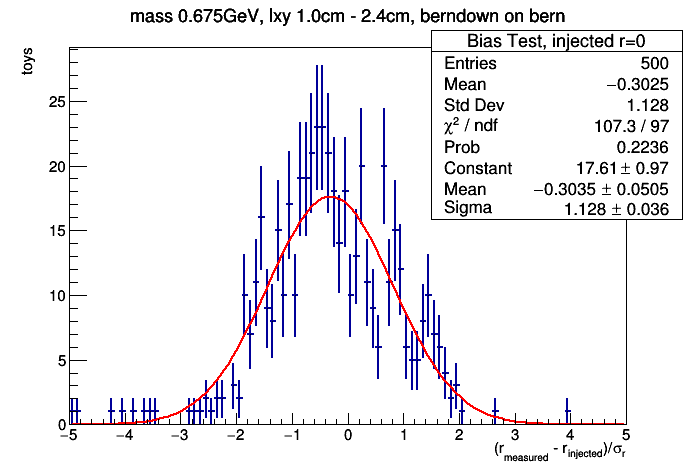 mass 0.675GeV, lxy 1.0cm - 2.4cm, berndown on bern
toys
Bias Test, injected r=0
Entries 500
Mean −0.3025
Std Dev 1.128
χ² / ndf 107.3 / 97
Prob 0.2236
Constant 17.61 ± 0.97
Mean −0.3035 ± 0.0505
Sigma 1.128 ± 0.036
25
20
15
10
5
0
−5 −4 −3 −2 −1 0 1 2 3 4 5
(r_measured - r_injected)/σ_r